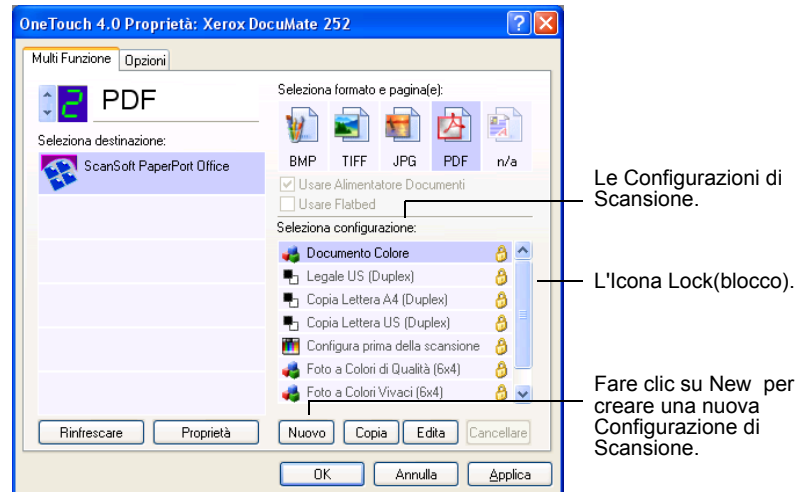 OneTouch 4.0 Proprietà: Xerox DocuMate 252
Multi Funzione
Opzioni
2
PDF
Seleziona destinazione:
ScanSoft PaperPort Office
Seleziona formato e pagina(e):
BMP TIFF JPG PDF n/a
Usare Alimentatore Documenti
Usare Flatbed
Seleziona configurazione:
Documento Colore
Legale US (Duplex)
Copia Lettera A4 (Duplex)
Copia Lettera US (Duplex)
Configura prima della scansione
Foto a Colori di Qualità (6x4)
Foto a Colori Vivaci (6x4)
Rinfrescare Proprietà Nuovo Copia Edita Cancellare
OK Annulla Applica
Le Configurazioni di
Scansione.
L'Icona Lock(blocco).
Fare clic su New per
creare una nuova
Configurazione di
Scansione.